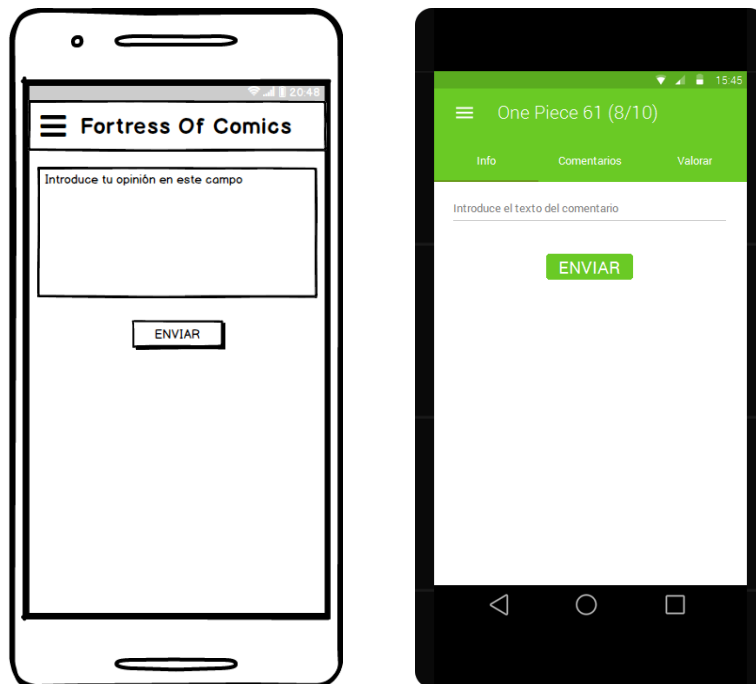 20:48
Fortress Of Comics
Introduce tu opinión en este campo
ENVIAR
15:45
One Piece 61 (8/10)
Info Comentarios Valorar
Introduce el texto del comentario
ENVIAR